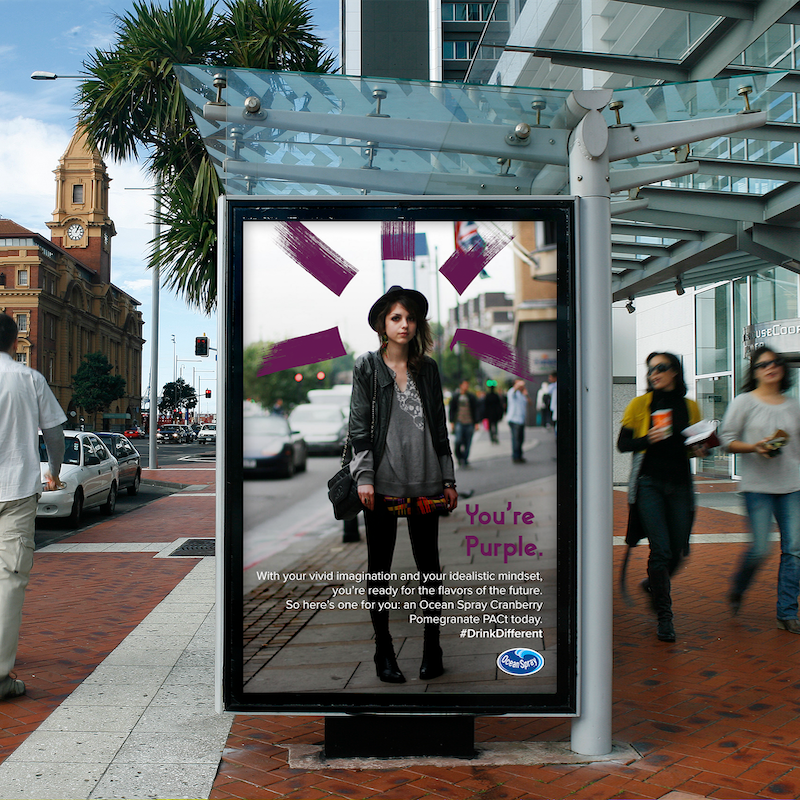 You're
Purple.
With your vivid imagination and your idealistic mindset,
you're ready for the flavors of the future.
So here's one for you: an Ocean Spray Cranberry
Pomegranate PACt today.
#DrinkDifferent
Ocean Spray